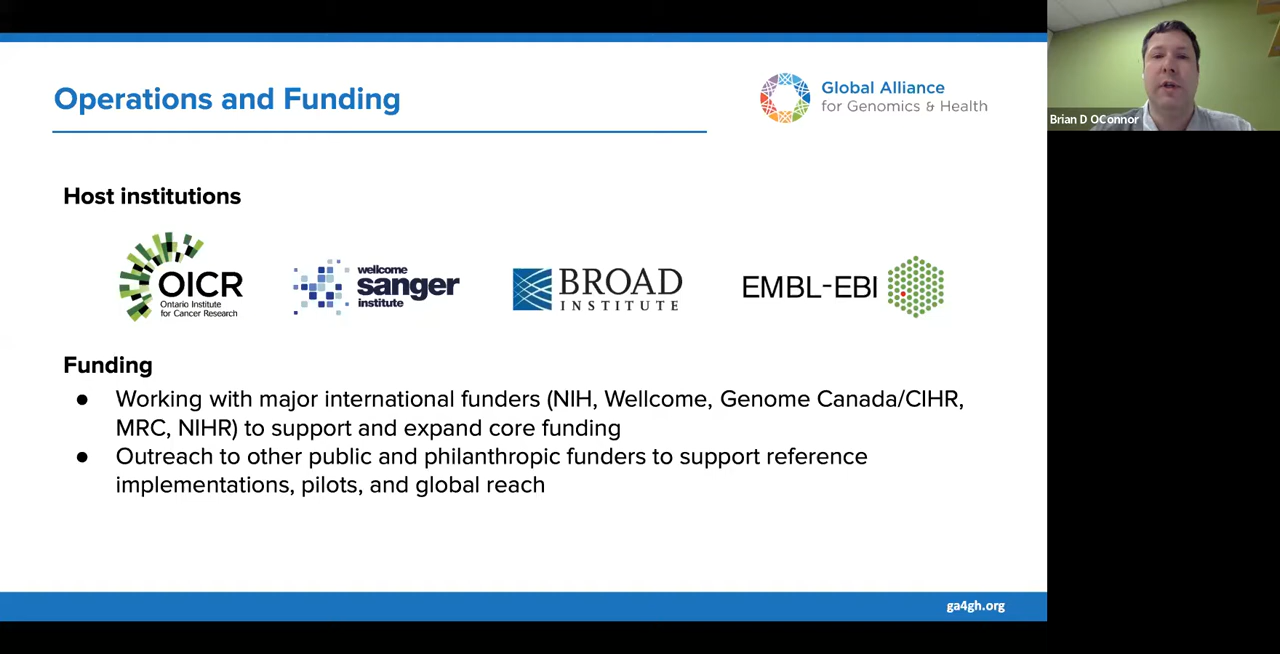 Operations and Funding
Global Alliance
for Genomics & Health
Brian D OConnor
Host institutions
OICR
Ontario Institute
for Cancer Research
wellcome
sanger
institute
BROAD
INSTITUTE
EMBL-EBI
Funding
● Working with major international funders (NIH, Wellcome, Genome Canada/CIHR,
MRC, NIHR) to support and expand core funding
● Outreach to other public and philanthropic funders to support reference
implementations, pilots, and global reach
ga4gh.org